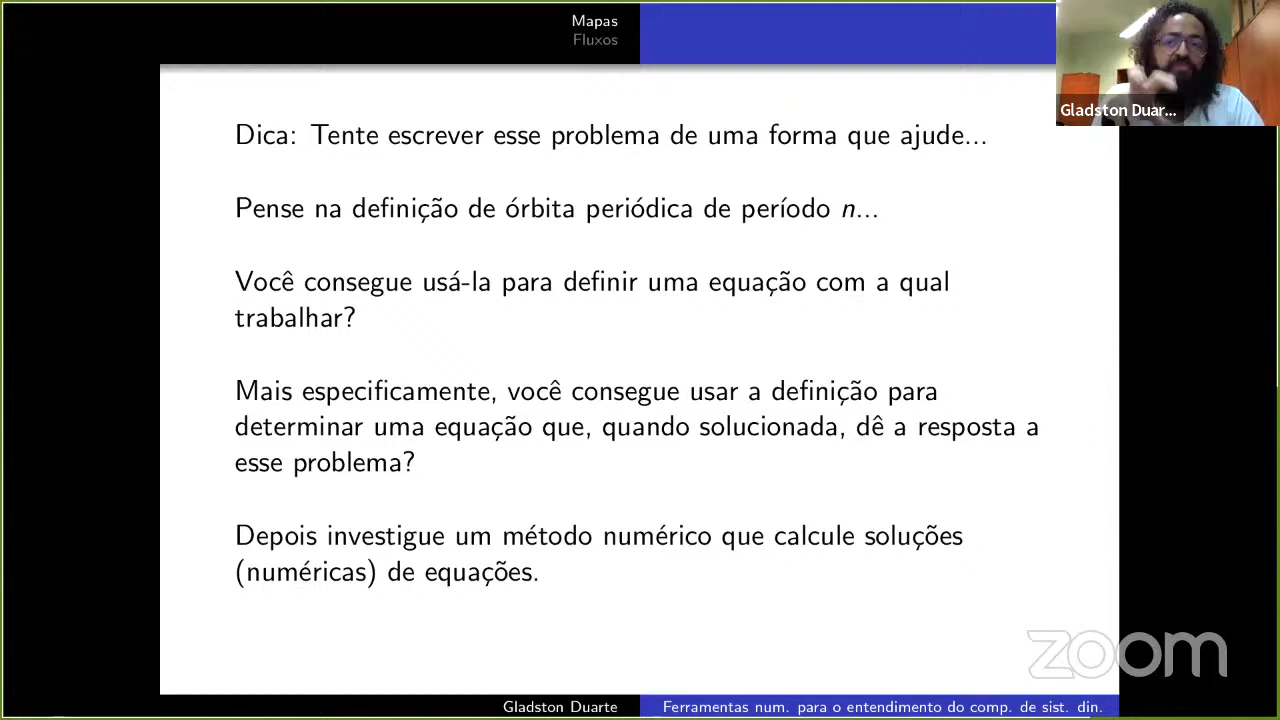 Mapas
Fluxos
Gladston Duar...
Dica: Tente escrever esse problema de uma forma que ajude...
Pense na definição de órbita periódica de período n...
Você consegue usá-la para definir uma equação com a qual
trabalhar?
Mais especificamente, você consegue usar a definição para
determinar uma equação que, quando solucionada, dê a resposta a
esse problema?
Depois investigue um método numérico que calcule soluções
(numéricas) de equações.
zoom
Gladston Duarte
Ferramentas num. para o entendimento do comp. de sist. din.